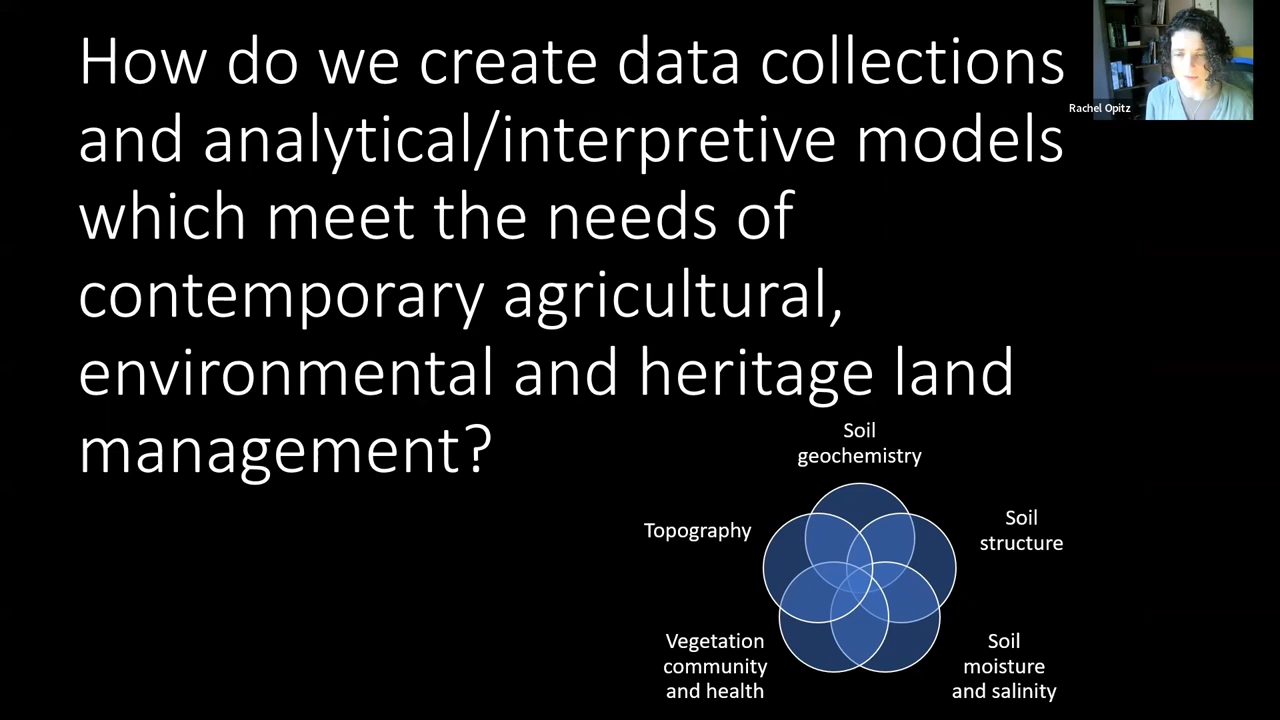 How do we create data collections
and analytical/interpretive models
which meet the needs of
contemporary agricultural,
environmental and heritage land
management?
Rachel Opitz
Soil
geochemistry
Topography
Soil
structure
Vegetation
community
and health
Soil
moisture
and salinity